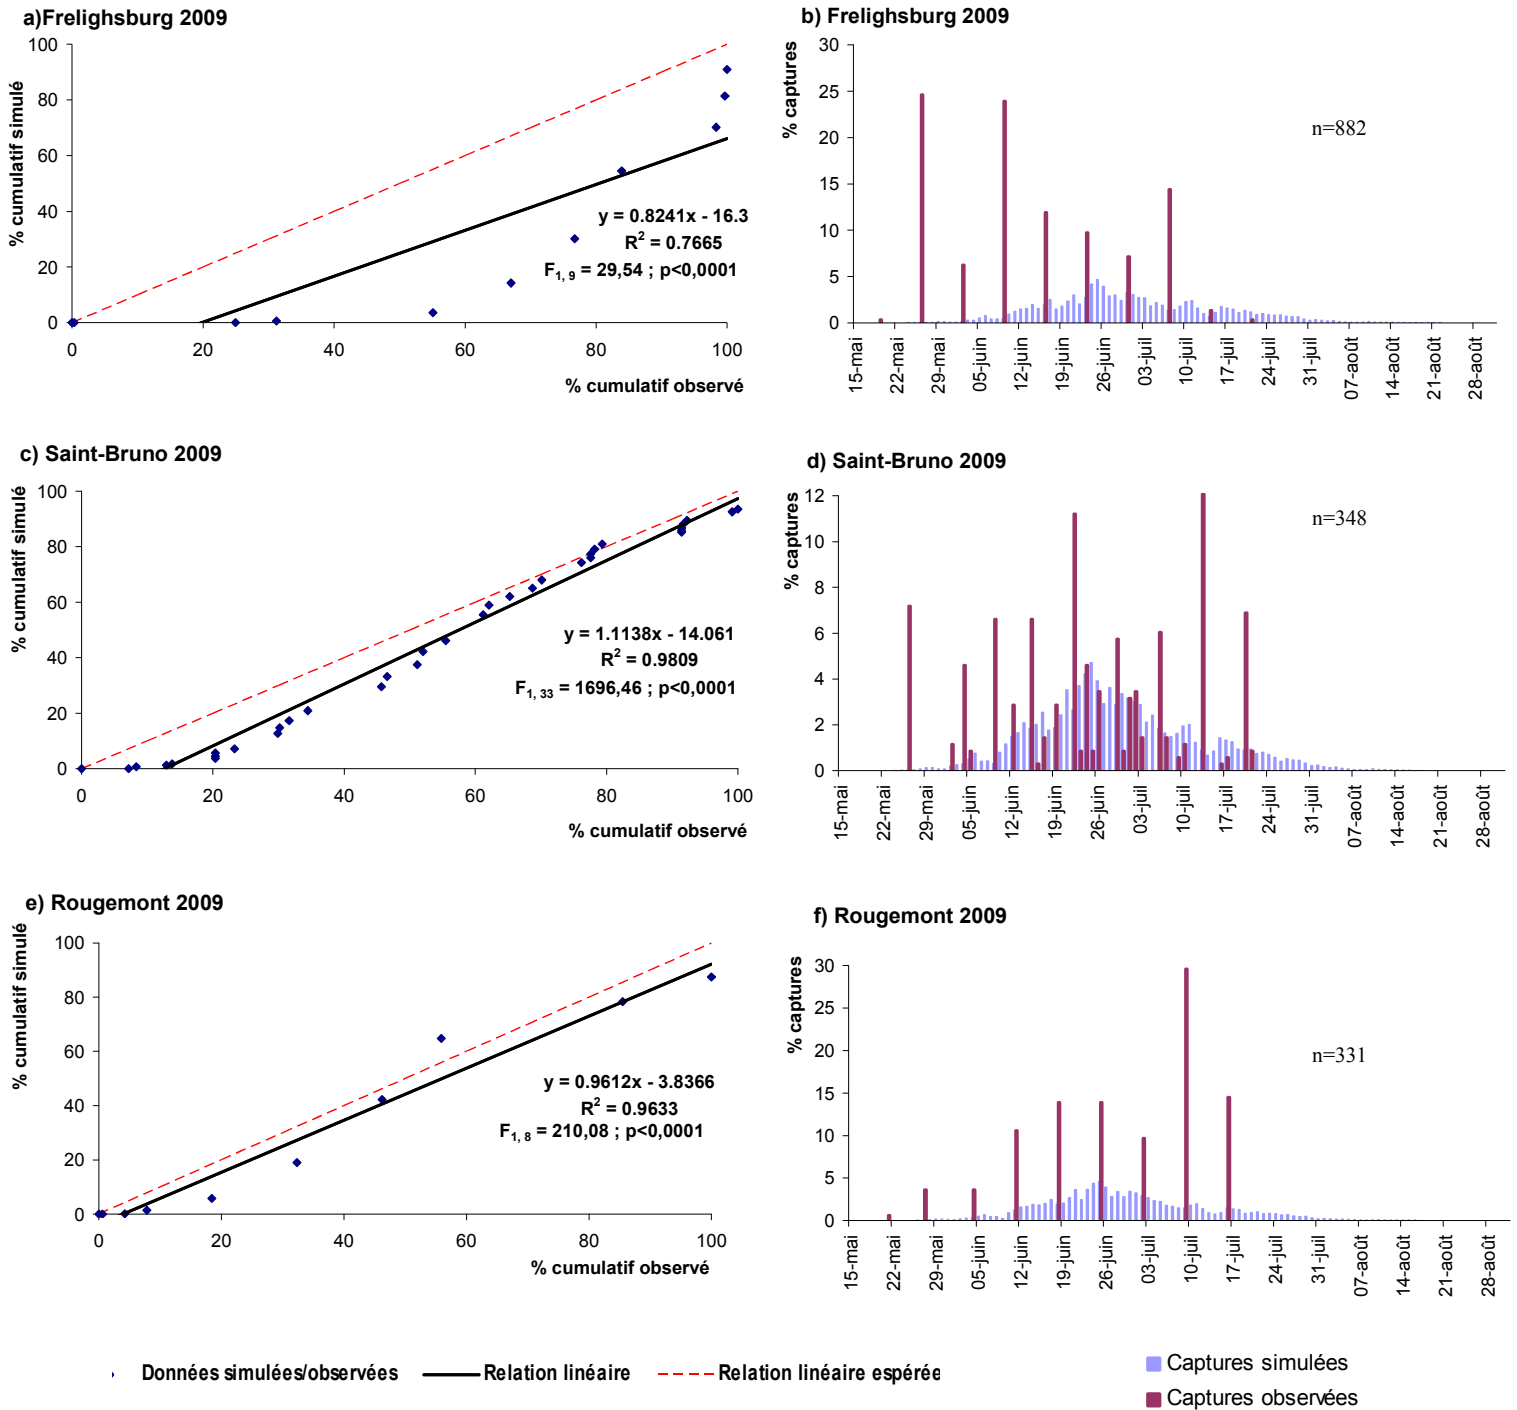 a)Frelighsburg 2009
100
80
60
40
20
0
% cumulatif simulé
y = 0.8241x - 16.3
R2 = 0.7665
F1, 9 = 29,54 ; p<0,0001
0 20 40 60 80 100
% cumulatif observé
b) Frelighsburg 2009
30
25
20
15
10
5
0
% captures
n=882
15-mai 22-mai 29-mai 05-juin 12-juin 19-juin 26-juin 03-juil 10-juil 17-juil 24-juil 31-juil 07-août 14-août 21-août 28-août
c) Saint-Bruno 2009
100
80
60
40
20
0
% cumulatif simulé
y = 1.1138x - 14.061
R2 = 0.9809
F1, 33 = 1696,46 ; p<0,0001
0 20 40 60 80 100
% cumulatif observé
d) Saint-Bruno 2009
12
10
8
6
4
2
0
% captures
n=348
15-mai 22-mai 29-mai 05-juin 12-juin 19-juin 26-juin 03-juil 10-juil 17-juil 24-juil 31-juil 07-août 14-août 21-août 28-août
e) Rougemont 2009
100
80
60
40
20
0
% cumulatif simulé
y = 0.9612x - 3.8366
R2 = 0.9633
F1, 8 = 210,08 ; p<0,0001
0 20 40 60 80 100
% cumulatif observé
f) Rougemont 2009
30
25
20
15
10
5
0
% captures
n=331
15-mai 22-mai 29-mai 05-juin 12-juin 19-juin 26-juin 03-juil 10-juil 17-juil 24-juil 31-juil 07-août 14-août 21-août 28-août
Données simulées/observées Relation linéaire Relation linéaire espérée
Captures simulées
Captures observées